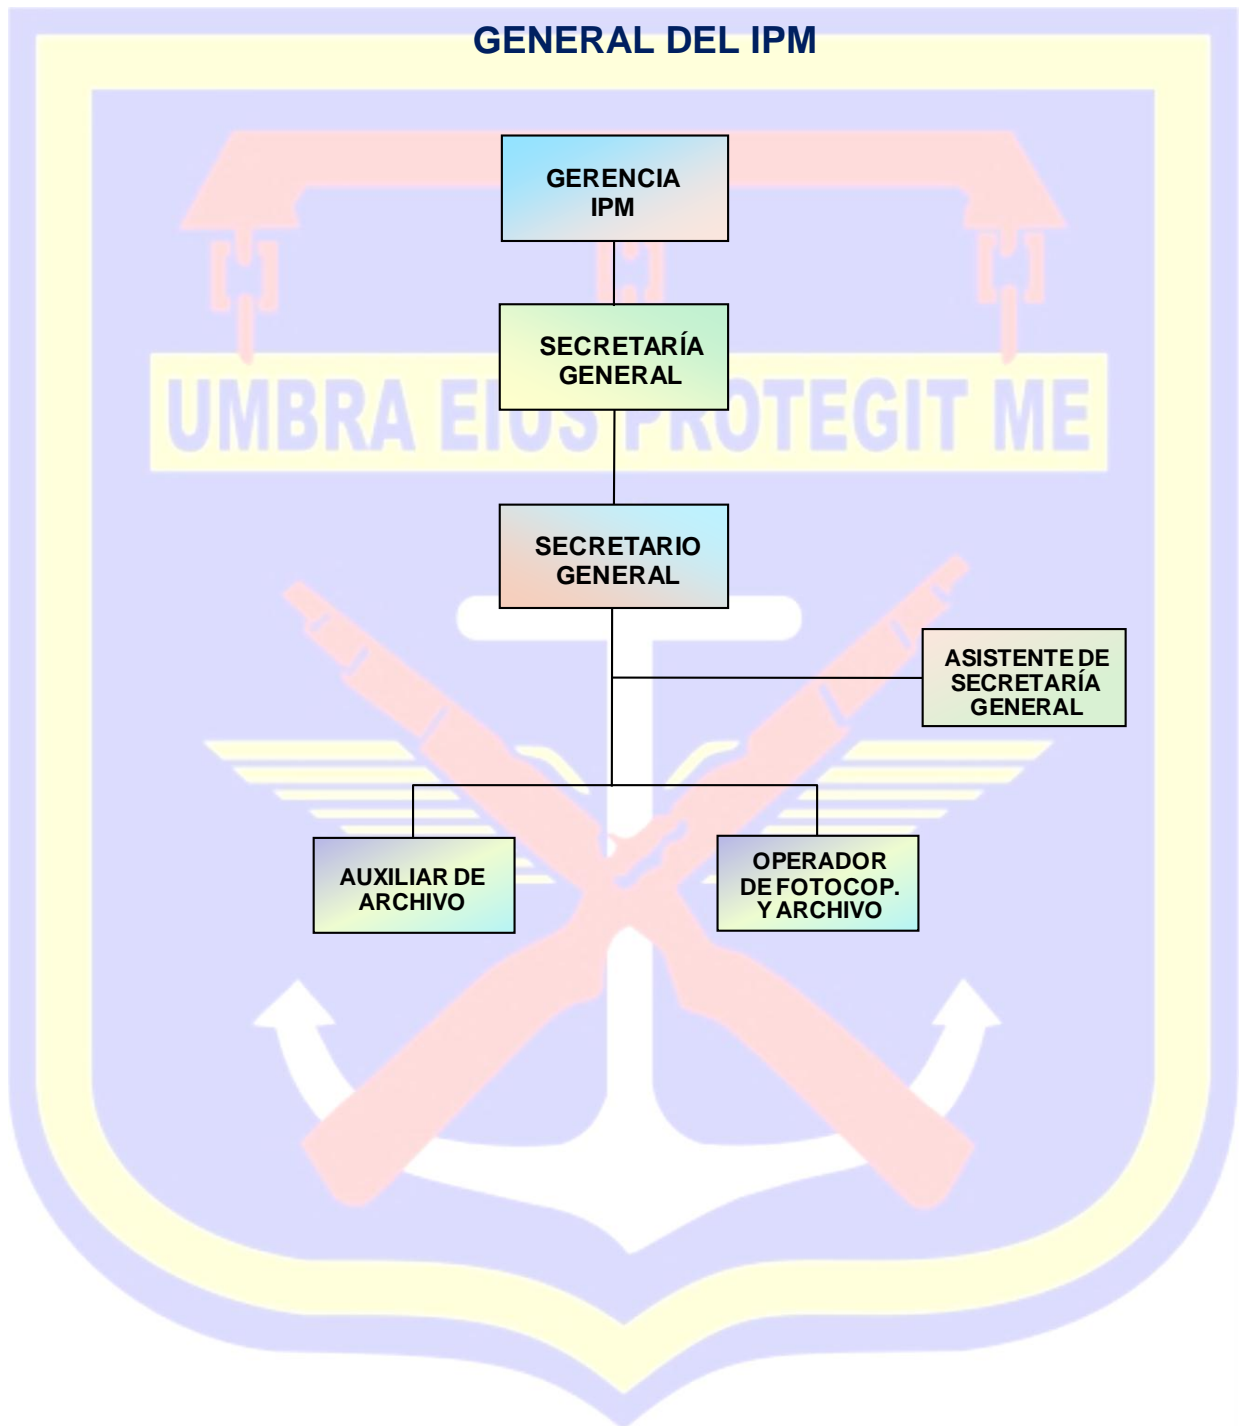 GENERAL DEL IPM
GERENCIA
IPM
SECRETARÍA
GENERAL
UMBRA EIUS PROTEGIT ME
SECRETARIO
GENERAL
ASISTENTE DE
SECRETARÍA
GENERAL
AUXILIAR DE
ARCHIVO
OPERADOR
DE FOTOCOP.
Y ARCHIVO